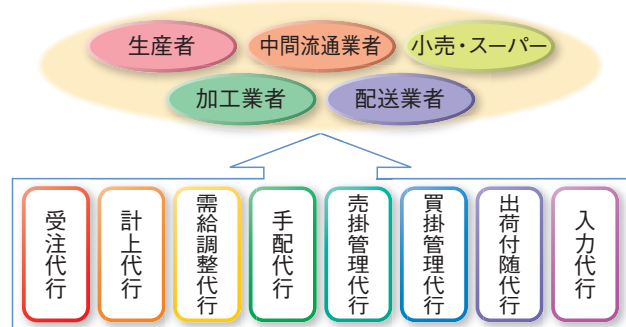 生産者
中間流通業者
小売・スーパー
加工業者
配送業者
受注代行
計上代行
需給調整代行
手配代行
売掛管理代行
買掛管理代行
出荷付随代行
入力代行